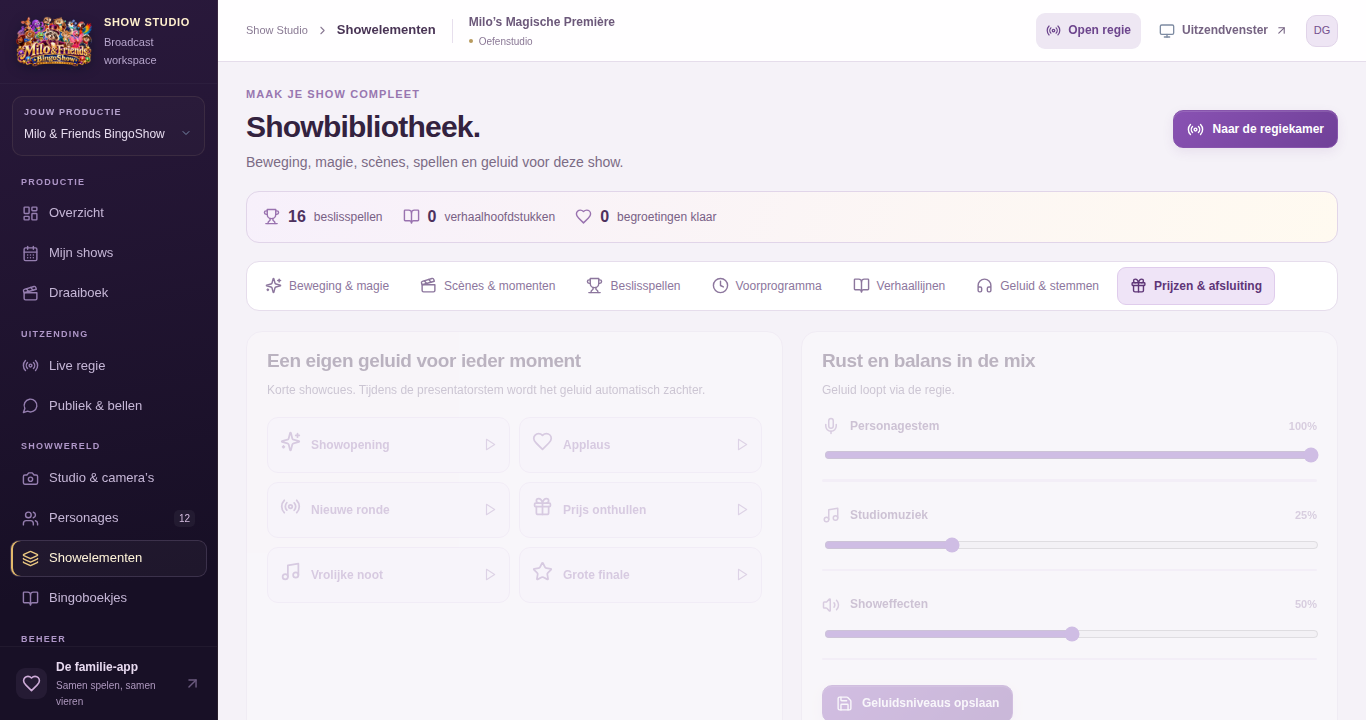 Milo & Friends
BingoShow
SHOW STUDIO
Broadcast
workspace
JOUW PRODUCTIE
Milo & Friends BingoShow
PRODUCTIE
Overzicht
Mijn shows
Draaiboek
UITZENDING
Live regie
Publiek & bellen
SHOWWERELD
Studio & camera's
Personages 12
Showelementen
Bingoboekjes
BEHEER
De familie-app
Samen spelen, samen
vieren
Show Studio
Showelementen
Milo's Magische Première
Oefenstudio
Open regie
Uitzendvenster
DG
MAAK JE SHOW COMPLEET
Showbibliotheek.
Beweging, magie, scènes, spellen en geluid voor deze show.
Naar de regiekamer
16 beslisspellen 0 verhaalhoofdstukken 0 begroetingen klaar
Beweging & magie Scènes & momenten Beslisspellen Voorprogramma Verhaallijnen Geluid & stemmen Prijzen & afsluiting
Een eigen geluid voor ieder moment
Korte showcues. Tijdens de presentatorstem wordt het geluid automatisch zachter.
Showopening Applaus
Nieuwe ronde Prijs onthullen
Vrolijke noot Grote finale
Rust en balans in de mix
Geluid loopt via de regie.
Personagestem 100%
Studiomuziek 25%
Showeffecten 50%
Geluidsniveaus opslaan